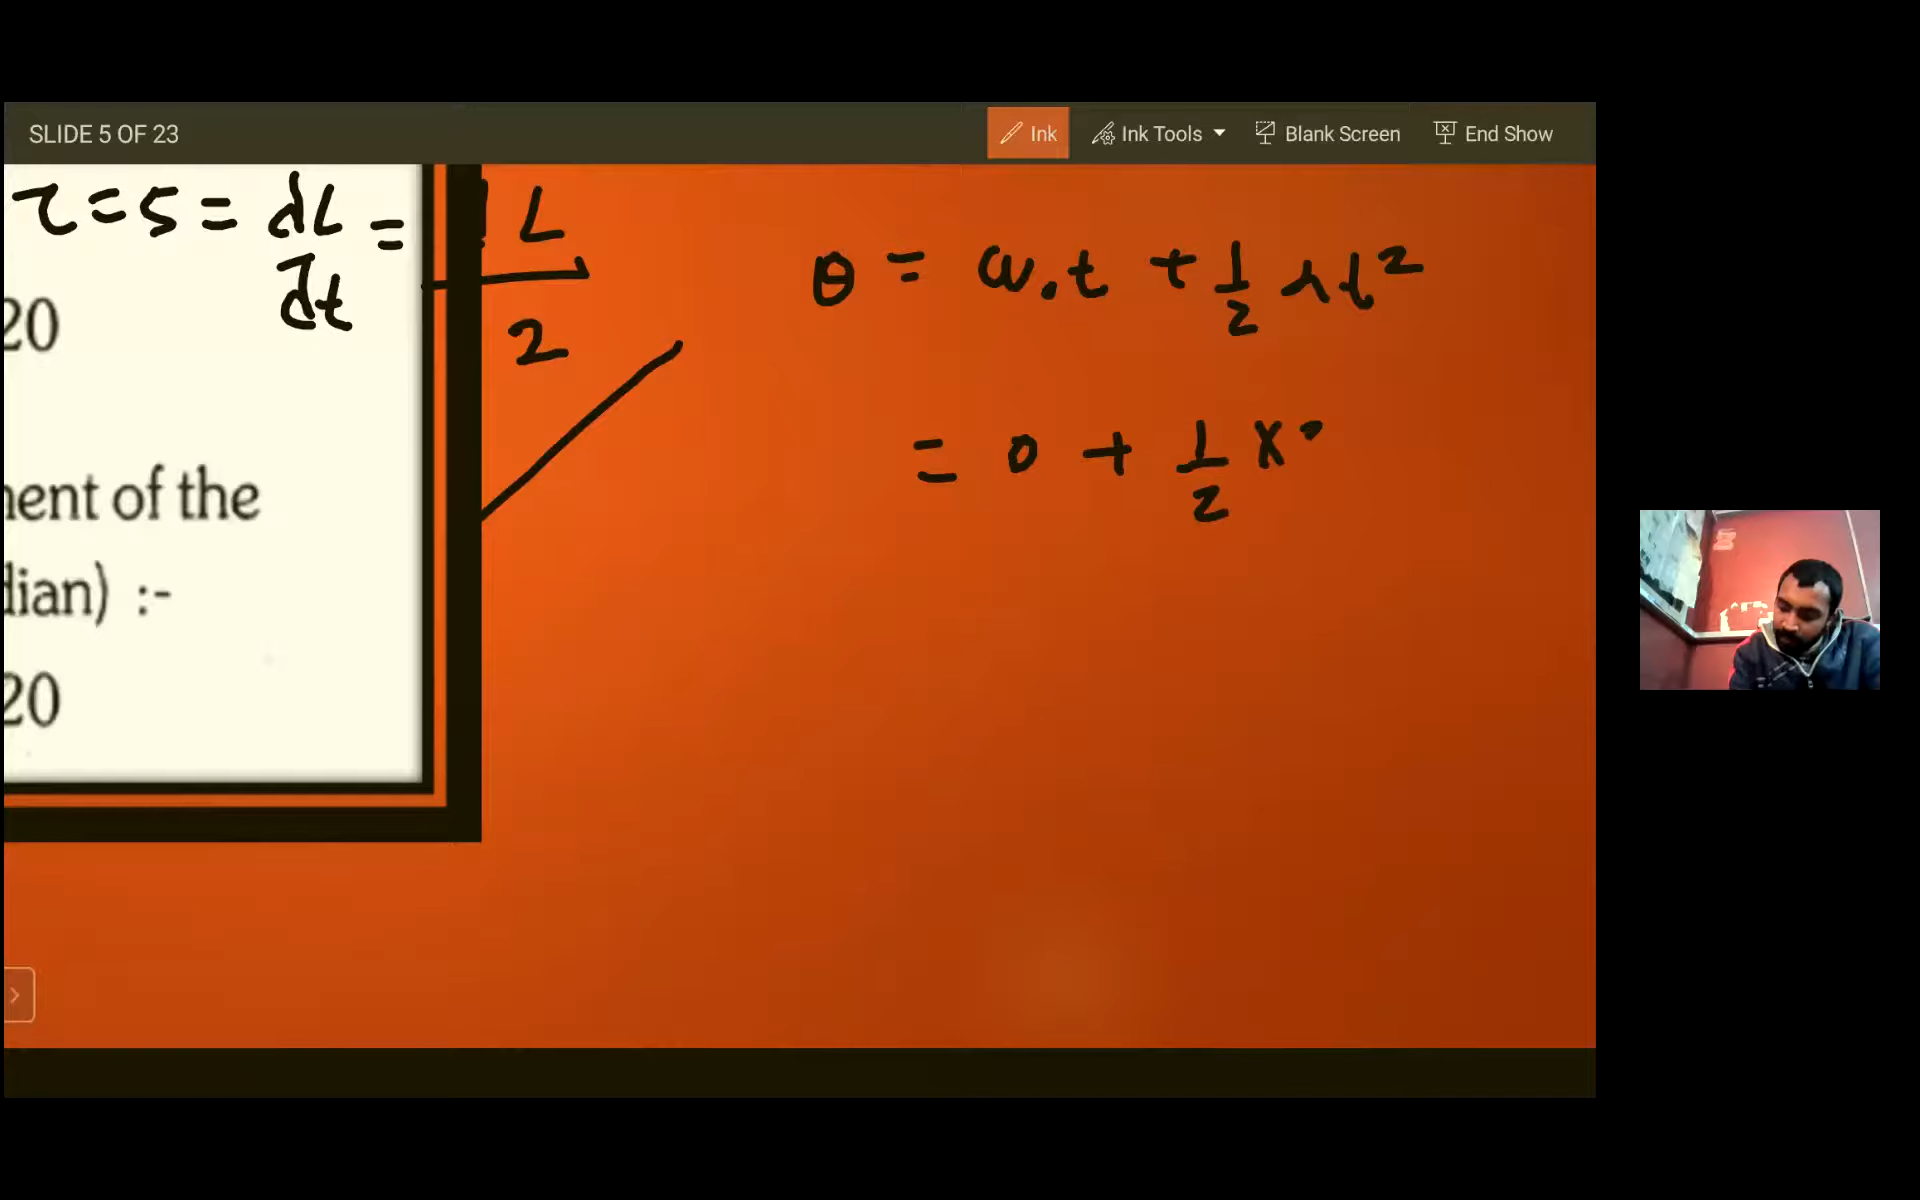 SLIDE 5 OF 23
Ink
Ink Tools
Blank Screen
End Show
τ = 5 = dL/dt = L/2
20
ent of the
dian) :-
20
θ = ω₀t + 1/2 αt²
= 0 + 1/2 ×